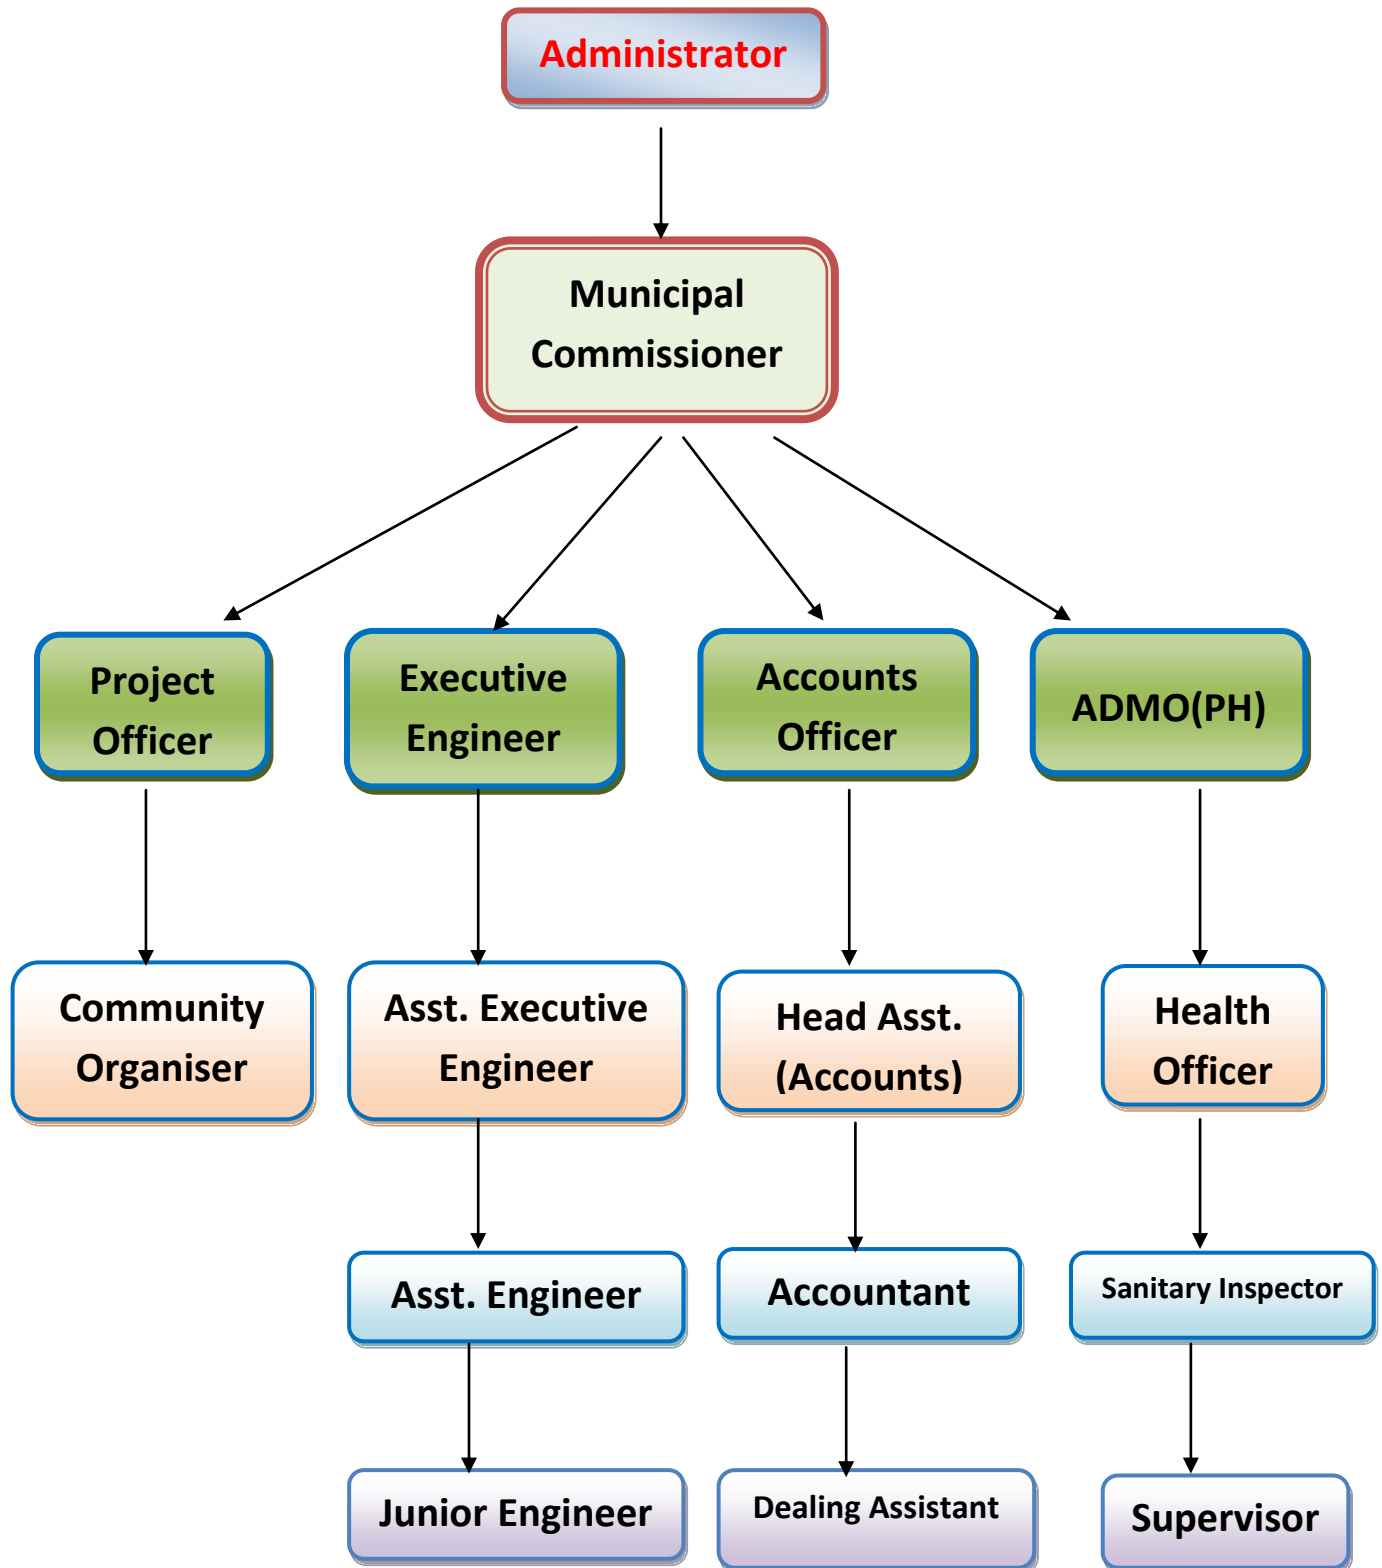 Administrator
Municipal
Commissioner
Project
Officer
Executive
Engineer
Accounts
Officer
ADMO(PH)
Community
Organiser
Asst. Executive
Engineer
Head Asst.
(Accounts)
Health
Officer
Asst. Engineer
Accountant
Sanitary Inspector
Junior Engineer
Dealing Assistant
Supervisor